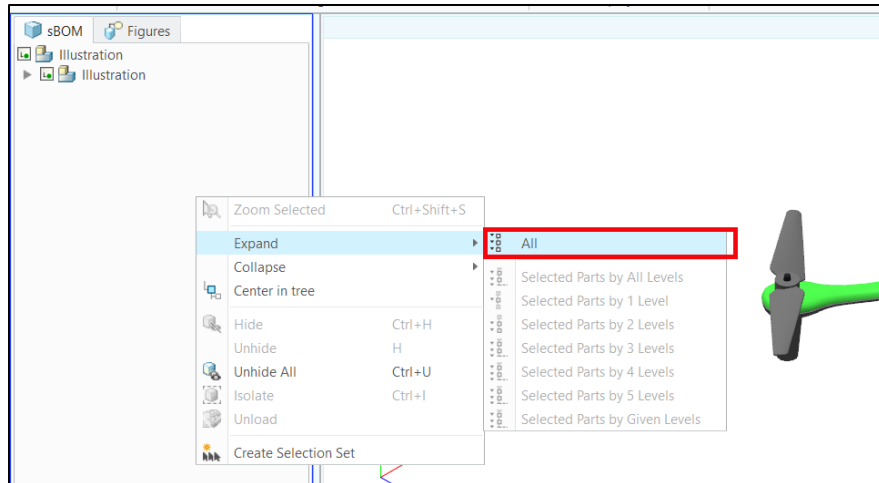 sBOM Figures
Illustration
Illustration
Zoom Selected Ctrl+Shift+S
Expand
Collapse
Center in tree
Hide Ctrl+H
Unhide H
Unhide All Ctrl+U
Isolate Ctrl+I
Unload
Create Selection Set
All
Selected Parts by All Levels
Selected Parts by 1 Level
Selected Parts by 2 Levels
Selected Parts by 3 Levels
Selected Parts by 4 Levels
Selected Parts by 5 Levels
Selected Parts by Given Levels